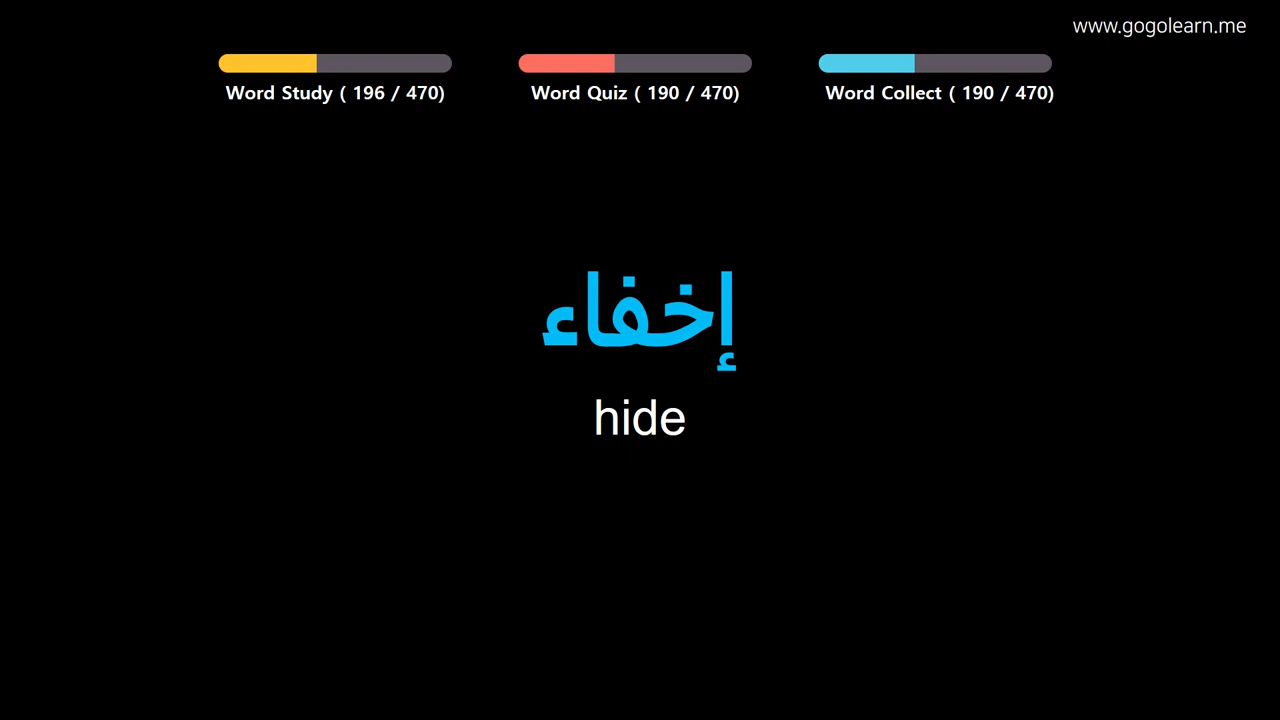 www.gogolearn.me
Word Study ( 196 / 470)
Word Quiz ( 190 / 470)
Word Collect ( 190 / 470)
إخفاء
hide